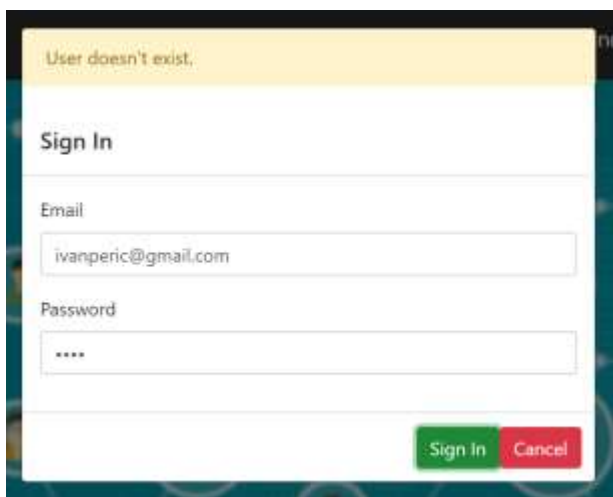 User doesn't exist.
Sign In
Email
ivanperic@gmail.com
Password
••••
Sign In Cancel